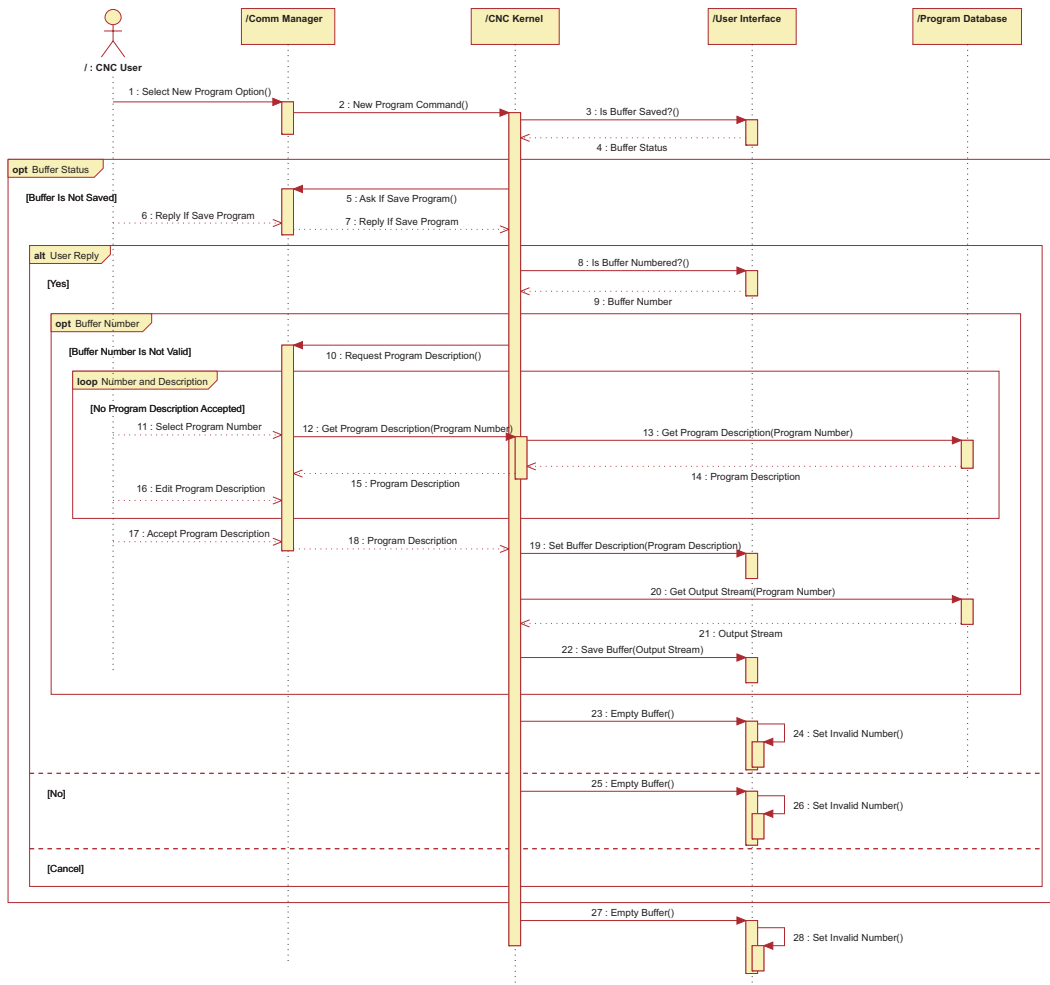 /Comm Manager
/CNC Kernel
/User Interface
/Program Database
/ : CNC User
1 : Select New Program Option()
2 : New Program Command()
3 : Is Buffer Saved?()
4 : Buffer Status
opt Buffer Status
[Buffer Is Not Saved]
5 : Ask If Save Program()
6 : Reply If Save Program
7 : Reply If Save Program
alt User Reply
[Yes]
8 : Is Buffer Numbered?()
9 : Buffer Number
opt Buffer Number
[Buffer Number Is Not Valid]
10 : Request Program Description()
loop Number and Description
[No Program Description Accepted]
11 : Select Program Number
12 : Get Program Description(Program Number)
13 : Get Program Description(Program Number)
14 : Program Description
15 : Program Description
16 : Edit Program Description
17 : Accept Program Description
18 : Program Description
19 : Set Buffer Description(Program Description)
20 : Get Output Stream(Program Number)
21 : Output Stream
22 : Save Buffer(Output Stream)
23 : Empty Buffer()
24 : Set Invalid Number()
[No]
25 : Empty Buffer()
26 : Set Invalid Number()
[Cancel]
27 : Empty Buffer()
28 : Set Invalid Number()